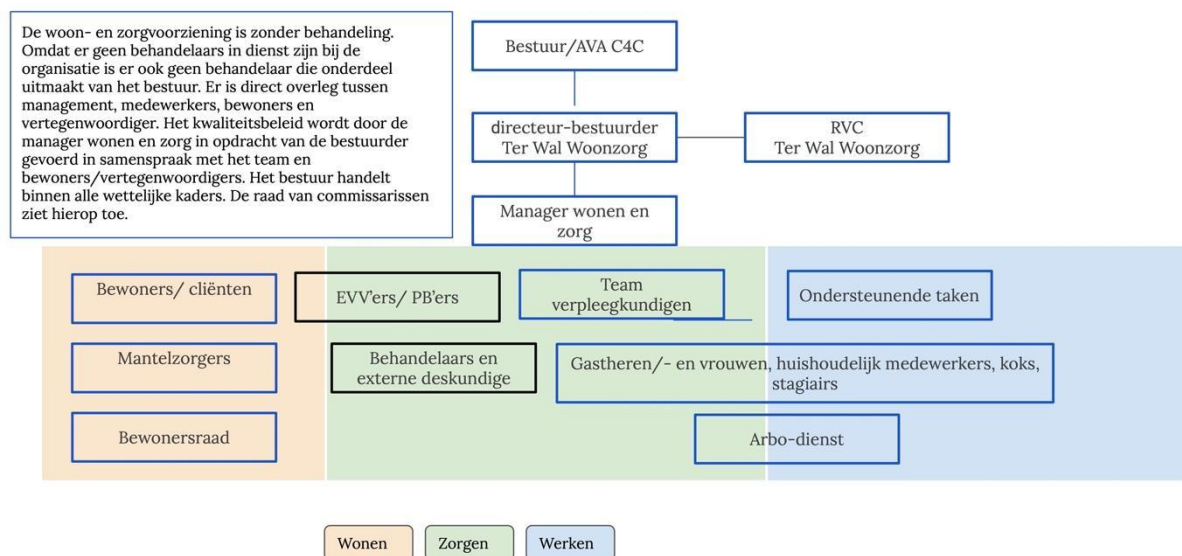 De woon- en zorgvoorziening is zonder behandeling.
Omdat er geen behandelaars in dienst zijn bij de
organisatie is er ook geen behandelaar die onderdeel
uitmaakt van het bestuur. Er is direct overleg tussen
management, medewerkers, bewoners en
vertegenwoordiger. Het kwaliteitsbeleid wordt door de
manager wonen en zorg in opdracht van de bestuurder
gevoerd in samenspraak met het team en
bewoners/vertegenwoordigers. Het bestuur handelt
binnen alle wettelijke kaders. De raad van commissarissen
ziet hierop toe.
Bestuur/AVA C4C
directeur-bestuurder
Ter Wal Woonzorg
RVC
Ter Wal Woonzorg
Manager wonen en
zorg
Bewoners/ cliënten
EVV'ers/ PB'ers
Team
verpleegkundigen
Ondersteunende taken
Mantelzorgers
Behandelaars en
externe deskundige
Gastheren/- en vrouwen, huishoudelijk medewerkers, koks,
stagiairs
Bewonersraad
Arbo-dienst
Wonen
Zorgen
Werken